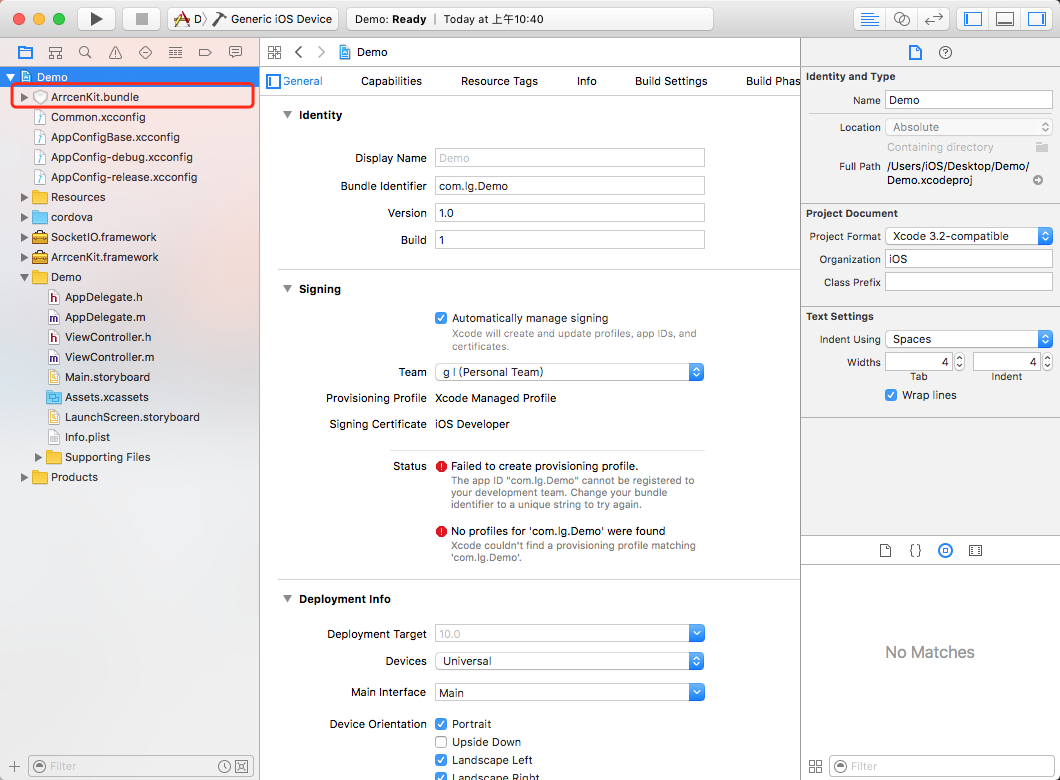 D
Generic iOS Device
Demo: Ready | Today at 上午10:40
Demo
ArrcenKit.bundle
Common.xcconfig
AppConfigBase.xcconfig
AppConfig-debug.xcconfig
AppConfig-release.xcconfig
Resources
cordova
SocketIO.framework
ArrcenKit.framework
Demo
AppDelegate.h
AppDelegate.m
ViewController.h
ViewController.m
Main.storyboard
Assets.xcassets
LaunchScreen.storyboard
Info.plist
Supporting Files
Products
Filter
Demo
General Capabilities Resource Tags Info Build Settings Build Phas
Identity
Display Name Demo
Bundle Identifier com.lg.Demo
Version 1.0
Build 1
Signing
Automatically manage signing
Xcode will create and update profiles, app IDs, and
certificates.
Team g l (Personal Team)
Provisioning Profile Xcode Managed Profile
Signing Certificate iOS Developer
Status Failed to create provisioning profile.
The app ID "com.lg.Demo" cannot be registered to
your development team. Change your bundle
identifier to a unique string to try again.
No profiles for 'com.lg.Demo' were found
Xcode couldn't find a provisioning profile matching
'com.lg.Demo'.
Deployment Info
Deployment Target 10.0
Devices Universal
Main Interface Main
Device Orientation Portrait
Upside Down
Landscape Left
Landscape Right
Identity and Type
Name Demo
Location Absolute
Containing directory
Full Path /Users/iOS/Desktop/Demo/
Demo.xcodeproj
Project Document
Project Format Xcode 3.2-compatible
Organization iOS
Class Prefix
Text Settings
Indent Using Spaces
Widths 4 4
Tab Indent
Wrap lines
{ }
No Matches
Filter